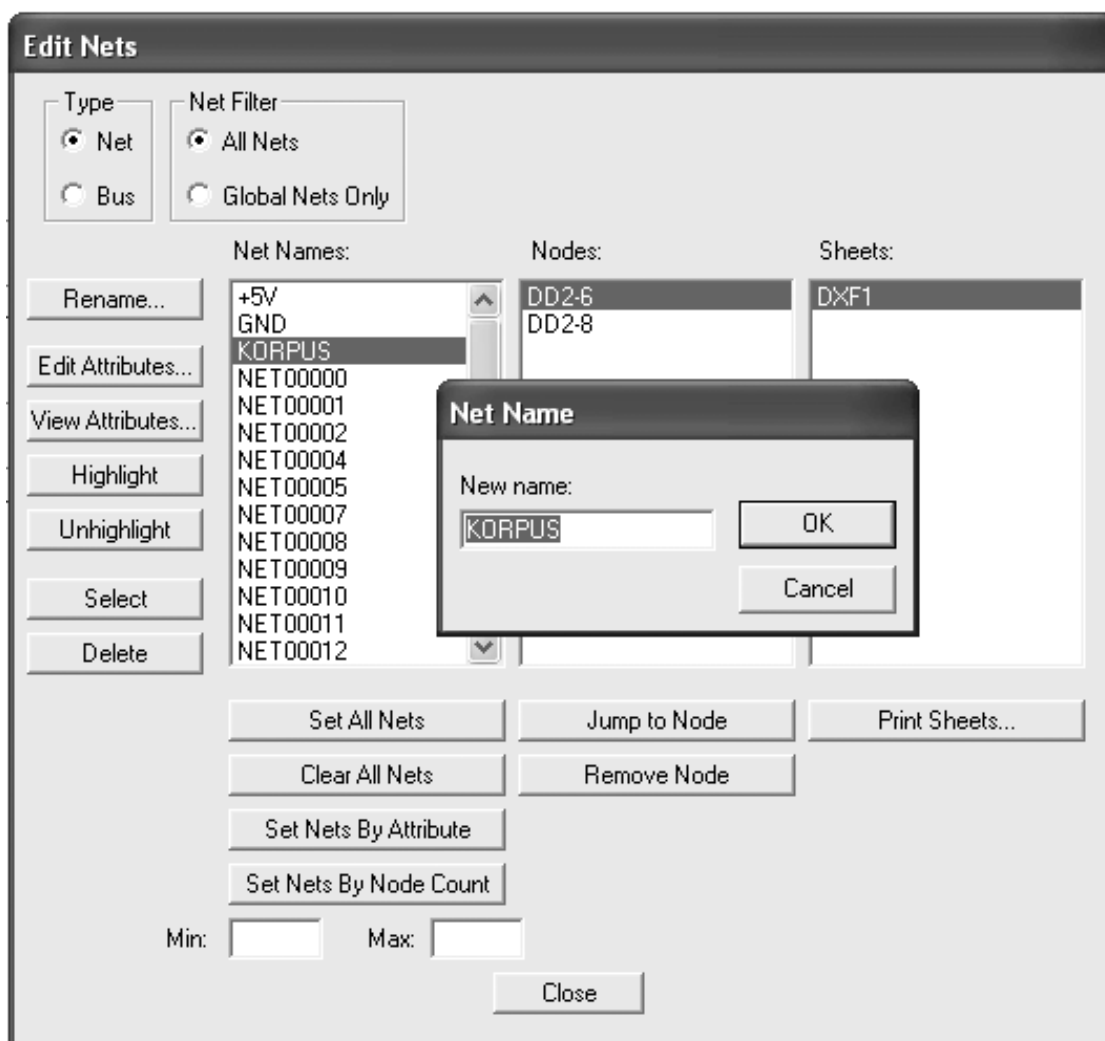 Edit Nets
Type
Net
Bus
Net Filter
All Nets
Global Nets Only
Rename...
Edit Attributes...
View Attributes...
Highlight
Unhighlight
Select
Delete
Net Names:
+5V
GND
KORPUS
NET00000
NET00001
NET00002
NET00004
NET00005
NET00007
NET00008
NET00009
NET00010
NET00011
NET00012
Nodes:
DD2-6
DD2-8
Sheets:
DXF1
Net Name
New name:
KORPUS
OK
Cancel
Set All Nets
Jump to Node
Print Sheets...
Clear All Nets
Remove Node
Set Nets By Attribute
Set Nets By Node Count
Min:
Max:
Close